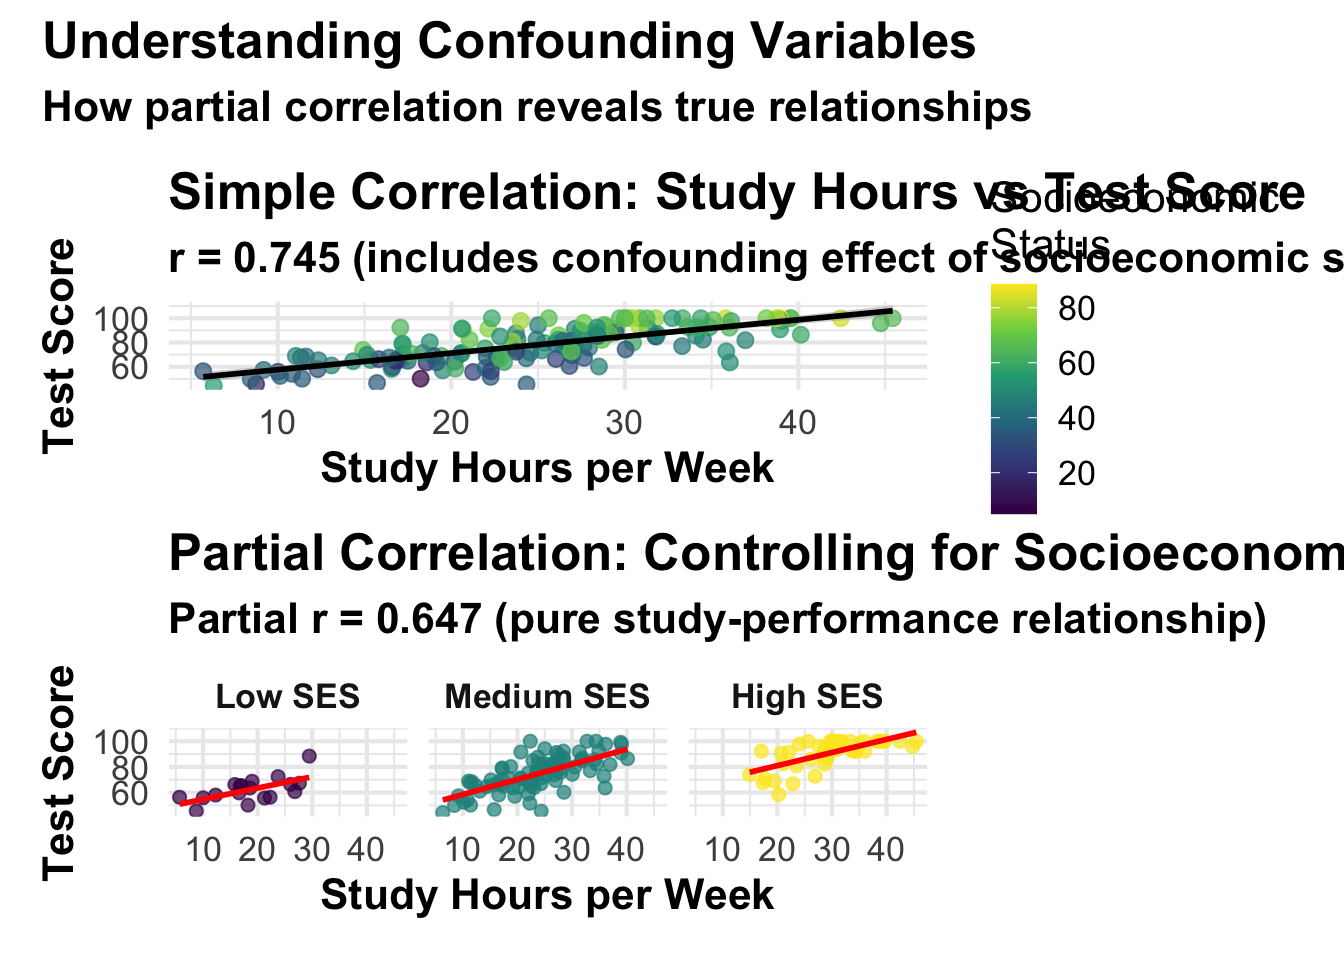 Understanding Confounding Variables
How partial correlation reveals true relationships
Simple Correlation: Study Hours vs Test Score
r = 0.745 (includes confounding effect of socioeconomic s
Socioeconomic
Status
Test Score
100
80
60
10 20 30 40
Study Hours per Week
80
60
40
20
Partial Correlation: Controlling for Socioeconom
Partial r = 0.647 (pure study-performance relationship)
Low SES Medium SES High SES
Test Score
100
80
60
10 20 30 40 10 20 30 40 10 20 30 40
Study Hours per Week